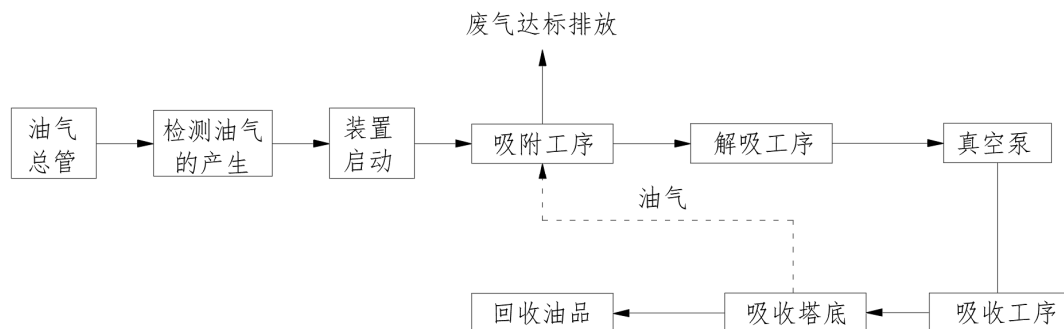 废气达标排放
油气
总管
检测油气
的产生
装置
启动
吸附工序
解吸工序
真空泵
油气
回收油品
吸收塔底
吸收工序